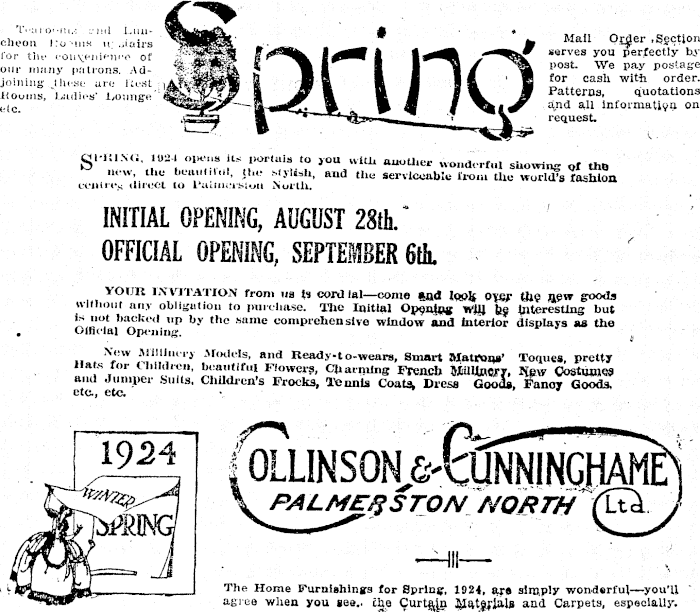 Tearooms and Lun-
cheon Rooms upstairs
for the convenience of
our many patrons. Ad-
joining these are Rest
Rooms, Ladies' Lounge
etc.
Spring
Mail Order Section
serves you perfectly by
post. We pay postage
for cash with order.
Patterns, quotations
and all information on
request.
SPRING, 1924 opens its portals to you with another wonderful showing of the
new, the beautiful, the stylish, and the serviceable from the world's fashion
centres direct to Palmerston North.
INITIAL OPENING, AUGUST 28th.
OFFICIAL OPENING, SEPTEMBER 6th.
YOUR INVITATION from us is cordial—come and look over the new goods
without any obligation to purchase. The Initial Opening will be interesting but
is not backed up by the same comprehensive window and interior displays as the
Official Opening.
New Millinery Models, and Ready-to-wears, Smart Matrons' Toques, pretty
Hats for Children, beautiful Flowers, Charming French Millinery, New Costumes
and Jumper Suits, Children's Frocks, Tennis Coats, Dress Goods, Fancy Goods,
etc., etc.
1924
WINTER
SPRING
COLLINSON & CUNNINGHAME
PALMERSTON NORTH Ltd.
The Home Furnishings for Spring, 1924, are simply wonderful—you'll
agree when you see.. the Curtain Materials and Carpets, especially.